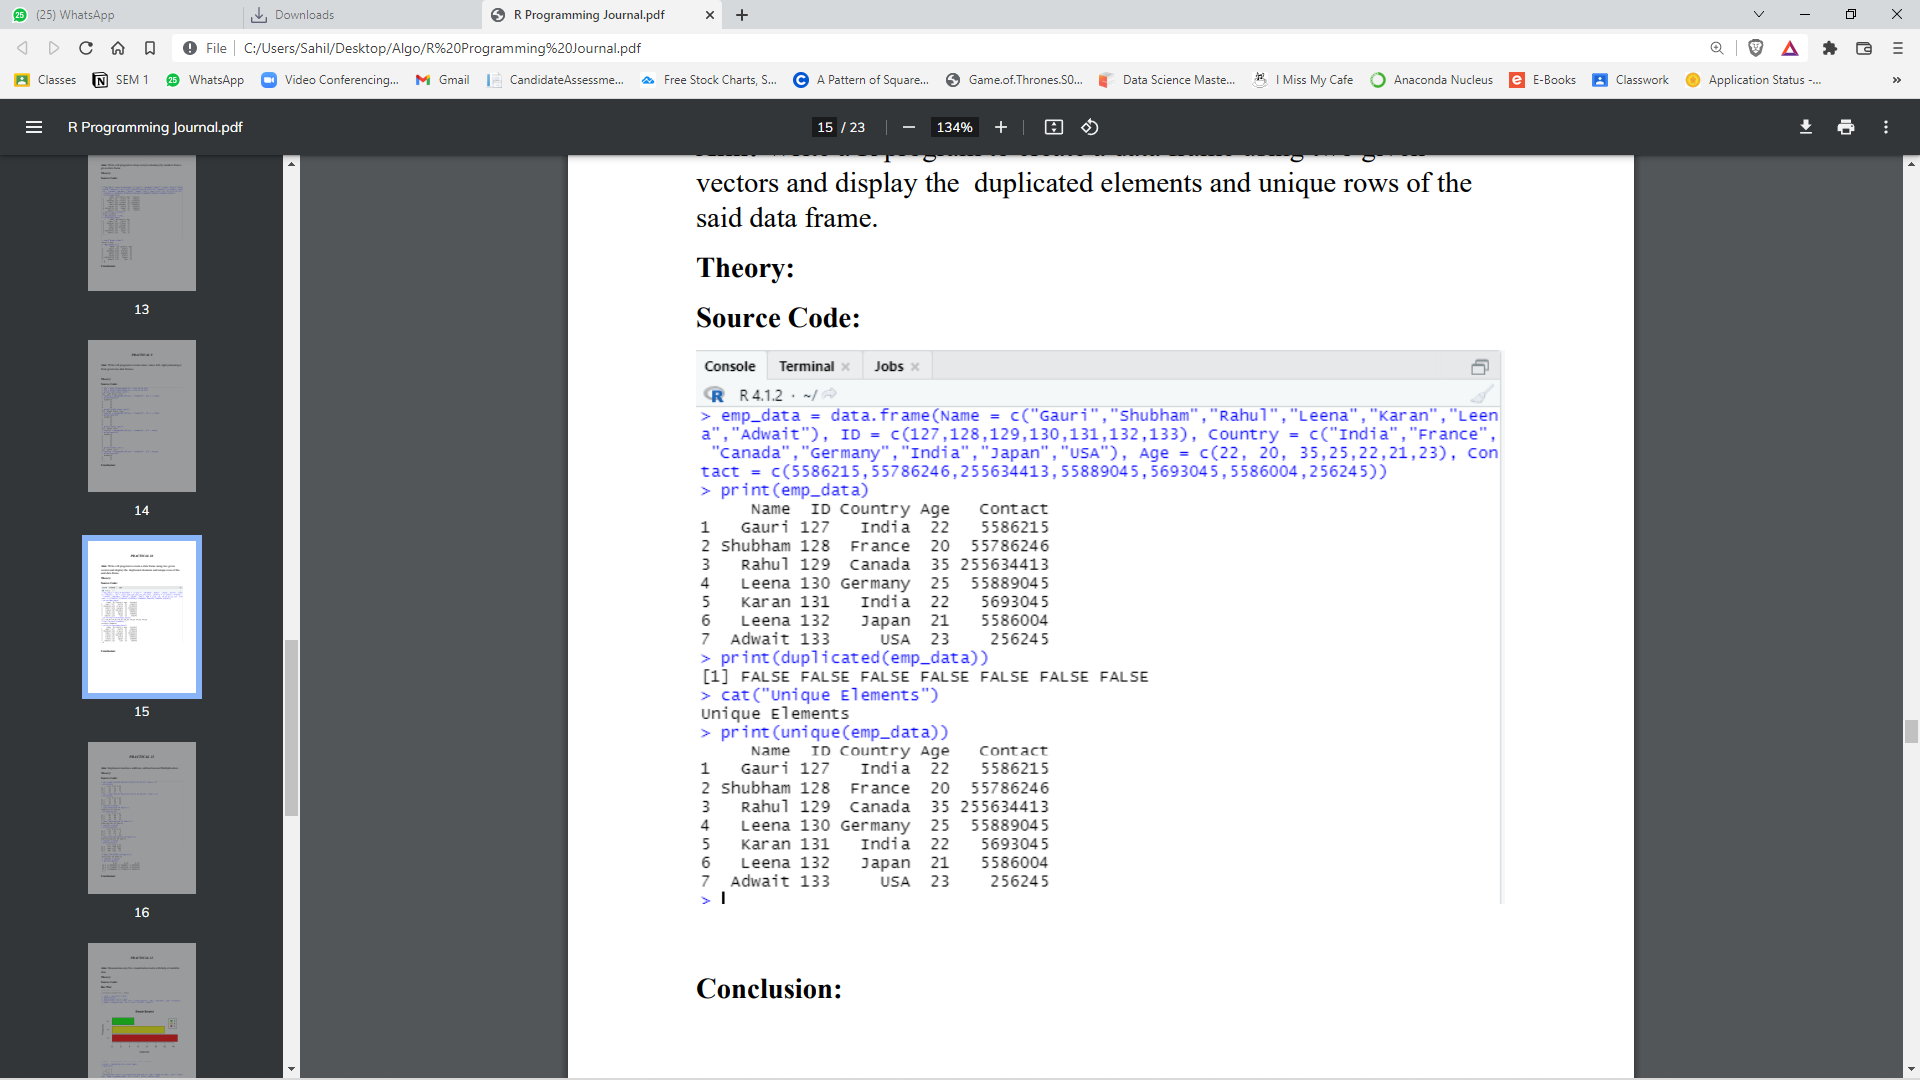 (25) WhatsApp
Downloads
R Programming Journal.pdf
File
C:/Users/Sahil/Desktop/Algo/R%20Programming%20Journal.pdf
Classes
SEM 1
WhatsApp
Video Conferencing...
Gmail
CandidateAssessme...
Free Stock Charts, S...
A Pattern of Square...
Game.of.Thrones.S0...
Data Science Maste...
I Miss My Cafe
Anaconda Nucleus
E-Books
Classwork
Application Status -...
R Programming Journal.pdf
15 / 23
134%
13
14
15
16
vectors and display the  duplicated elements and unique rows of the
said data frame.
Theory:
Source Code:
Console
Terminal
Jobs
R 4.1.2 · ~/
> emp_data = data.frame(Name = c("Gauri","Shubham","Rahul","Leena","Karan","Leen
a","Adwait"), ID = c(127,128,129,130,131,132,133), Country = c("India","France",
"Canada","Germany","India","Japan","USA"), Age = c(22, 20, 35,25,22,21,23), Con
tact = c(5586215,55786246,255634413,55889045,5693045,5586004,256245))
> print(emp_data)
Name  ID Country Age   Contact
1   Gauri 127   India  22   5586215
2 Shubham 128  France  20  55786246
3   Rahul 129  Canada  35 255634413
4   Leena 130 Germany  25  55889045
5   Karan 131   India  22   5693045
6   Leena 132   Japan  21   5586004
7  Adwait 133     USA  23    256245
> print(duplicated(emp_data))
[1] FALSE FALSE FALSE FALSE FALSE FALSE FALSE
> cat("Unique Elements")
Unique Elements
> print(unique(emp_data))
Name  ID Country Age   Contact
1   Gauri 127   India  22   5586215
2 Shubham 128  France  20  55786246
3   Rahul 129  Canada  35 255634413
4   Leena 130 Germany  25  55889045
5   Karan 131   India  22   5693045
6   Leena 132   Japan  21   5586004
7  Adwait 133     USA  23    256245
>
Conclusion: